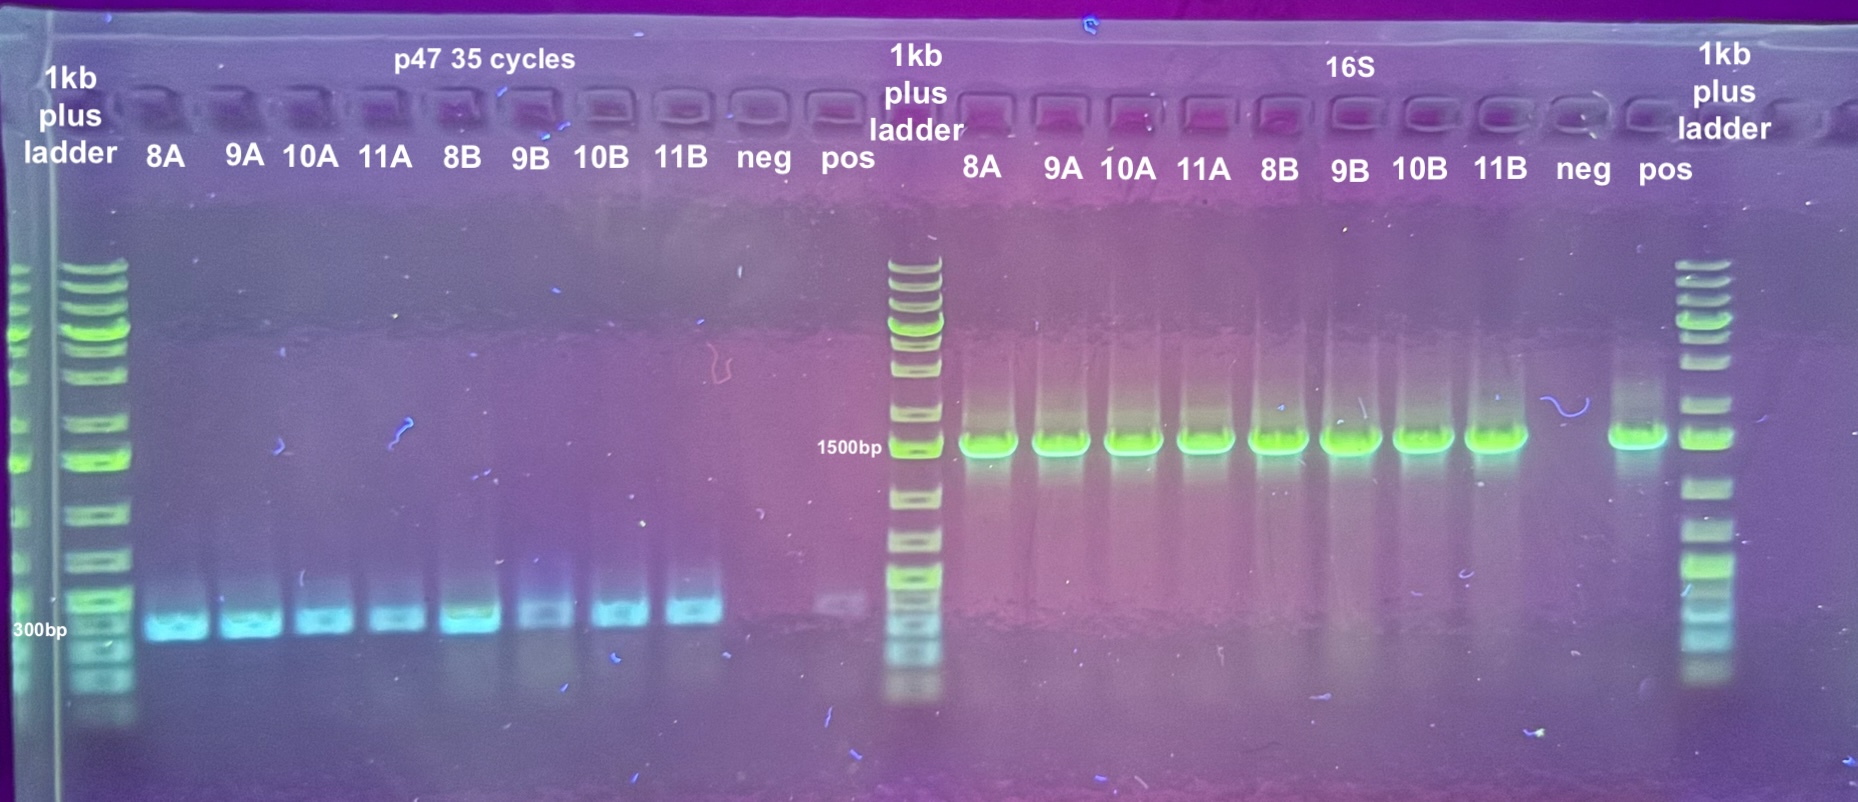 p47 35 cycles
16S
1kb
plus
ladder
1kb
plus
ladder
1kb
plus
ladder
8A 9A 10A 11A 8B 9B 10B 11B neg pos
8A 9A 10A 11A 8B 9B 10B 11B neg pos
1500bp
300bp